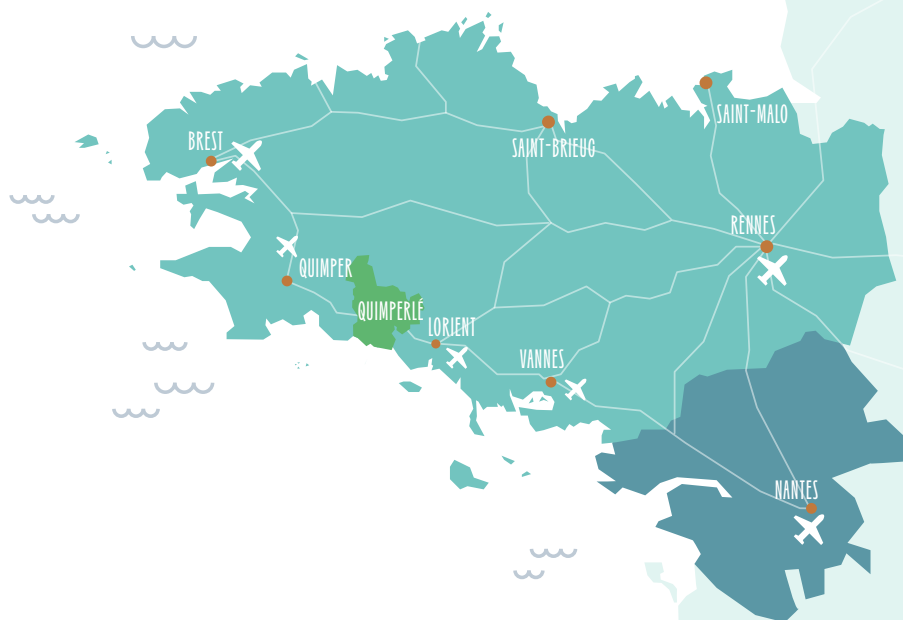 SAINT-MALO
BREST
SAINT-BRIEUC
RENNES
QUIMPER
QUIMPERLÉ
LORIENT
VANNES
NANTES